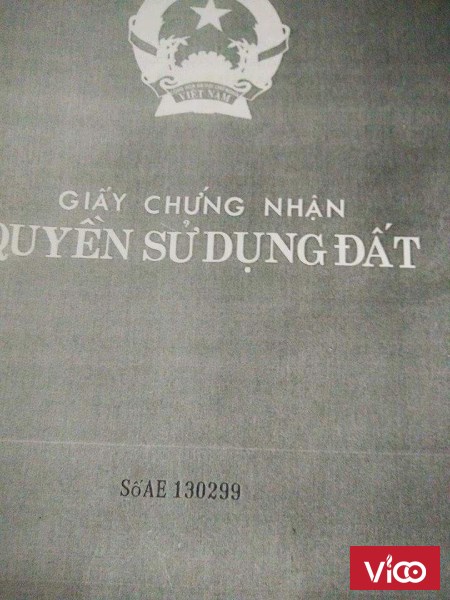 VIỆT NAM
GIẤY CHỨNG NHẬN
QUYỀN SỬ DỤNG ĐẤT
SốAE 130299
Vico